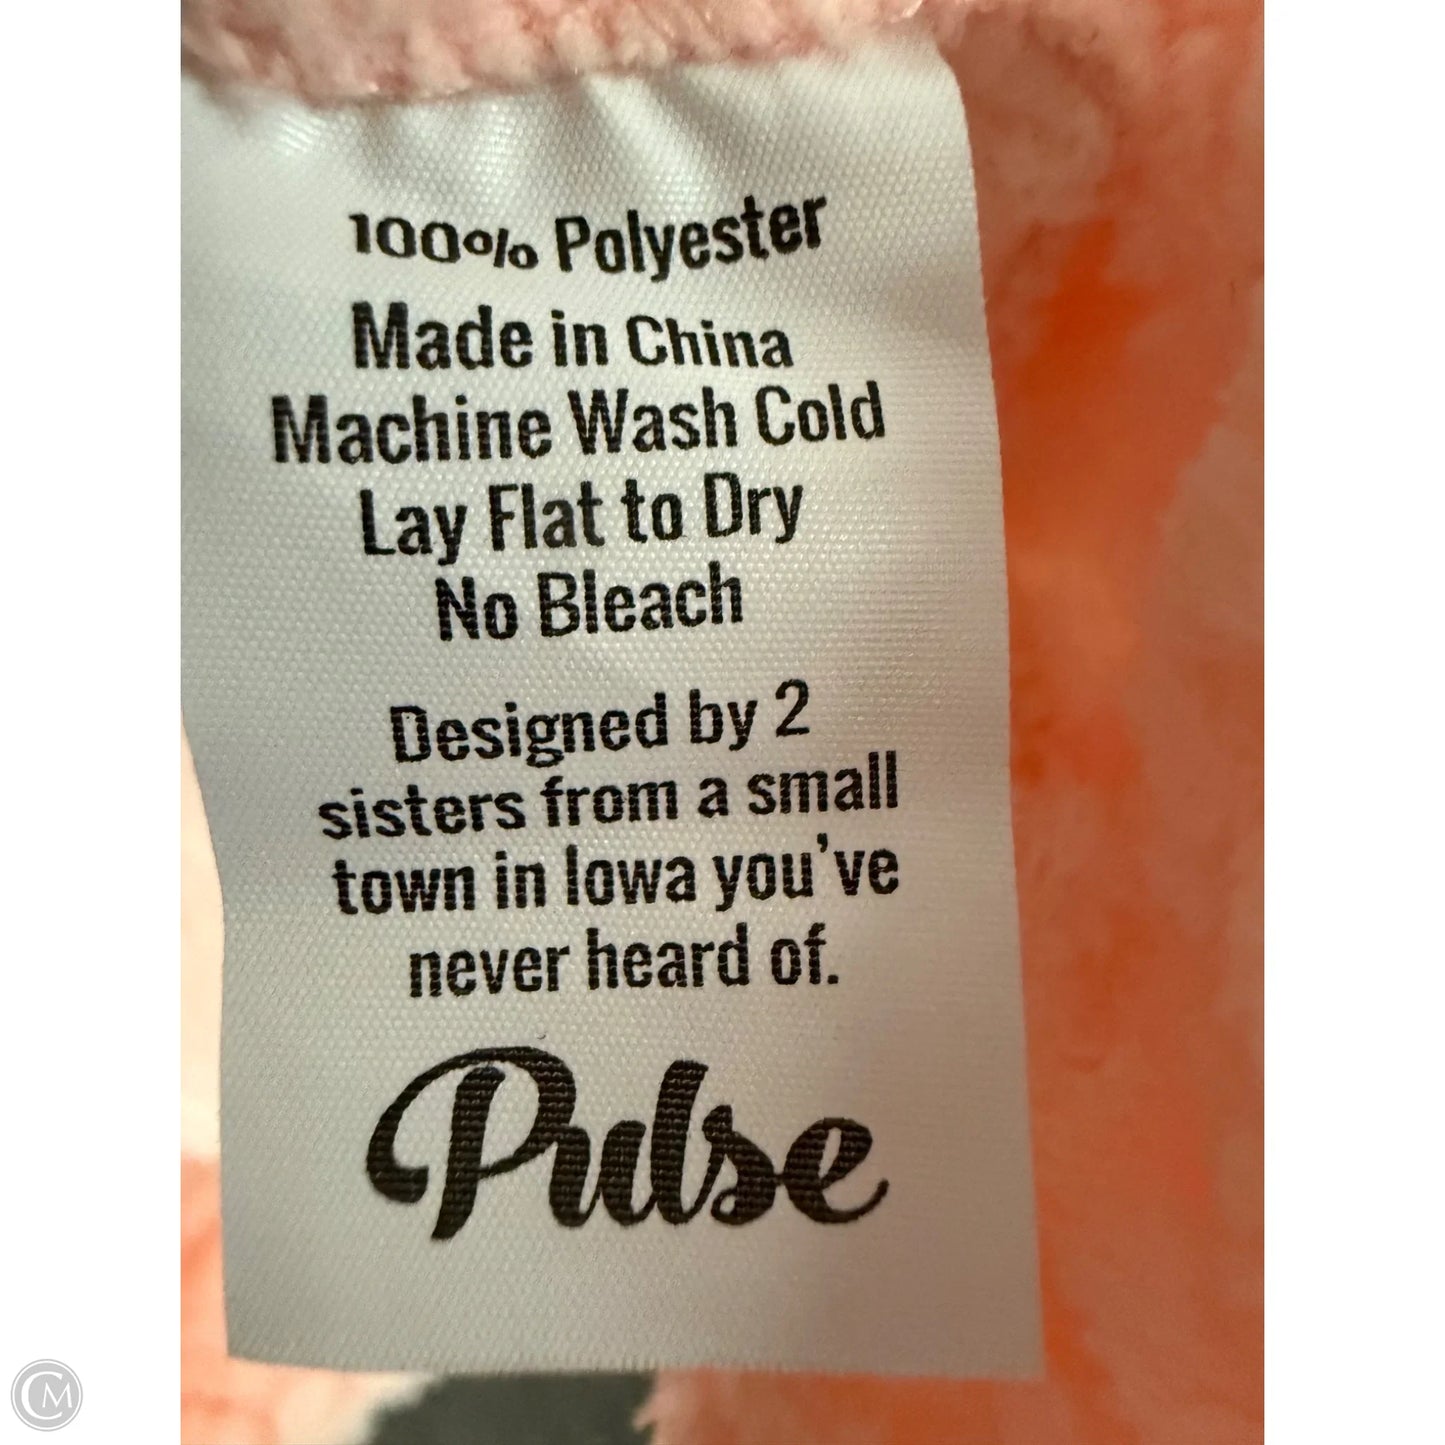 100% Polyester
Made in China
Machine Wash Cold
Lay Flat to Dry
No Bleach
Designed by 2
sisters from a small
town in Iowa you've
never heard of.
Pulse
CM